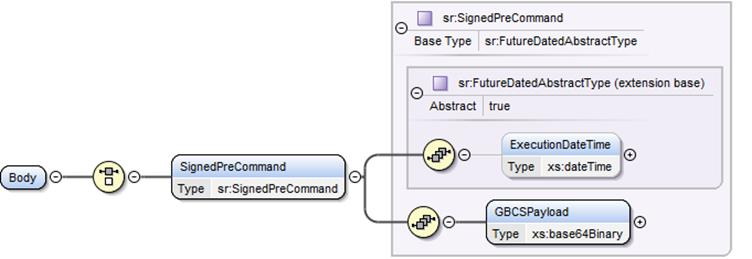 sr:SignedPreCommand
Base Type sr:FutureDatedAbstractType
sr:FutureDatedAbstractType (extension base)
Abstract true
ExecutionDateTime
Type xs:dateTime
Body
SignedPreCommand
Type sr:SignedPreCommand
GBCSPayload
Type xs:base64Binary